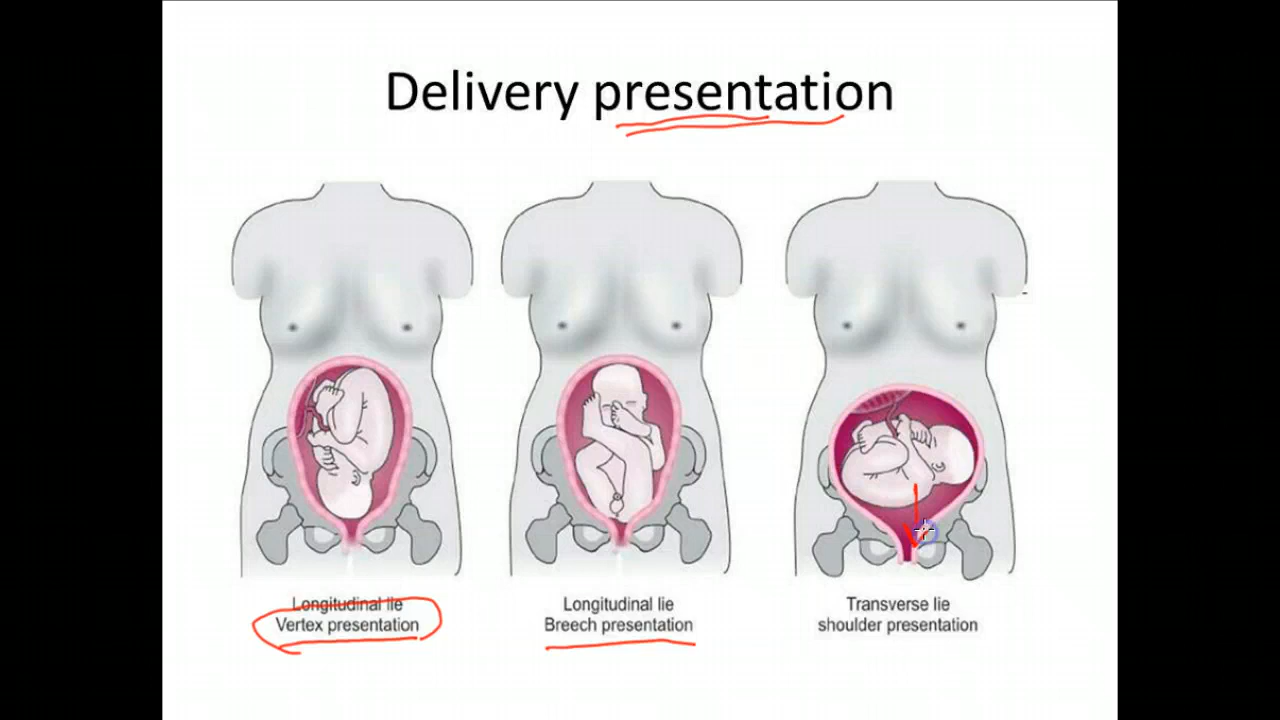 Delivery presentation
Longitudinal lie
Vertex presentation
Longitudinal lie
Breech presentation
Transverse lie
shoulder presentation